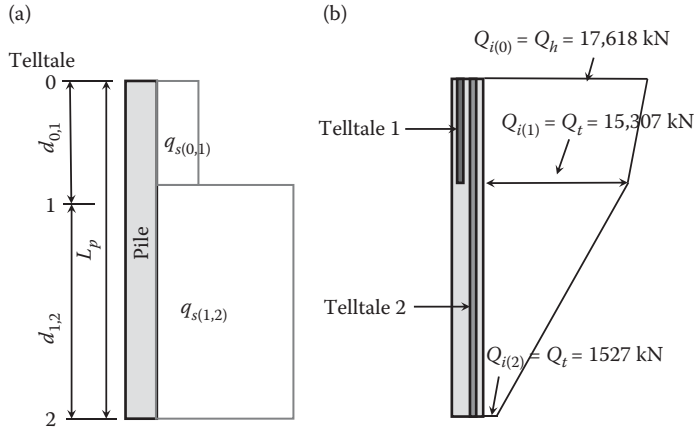 (a)
Telltale
0
d0,1
qs(0,1)
1
Lp
Pile
d1,2
qs(1,2)
2
(b)
Qi(0) = Qh = 17,618 kN
Telltale 1
Qi(1) = Qt = 15,307 kN
Telltale 2
Qi(2) = Qt = 1527 kN